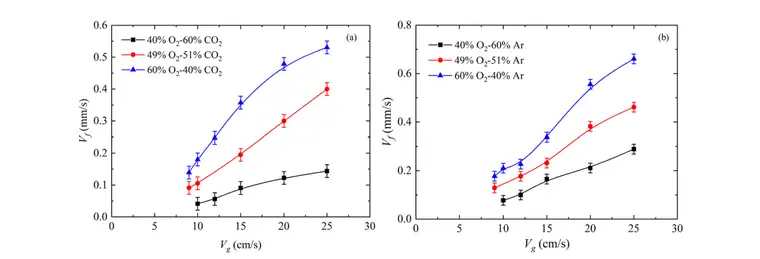 (a)
40% O₂-60% CO₂
49% O₂-51% CO₂
60% O₂-40% CO₂
V_f (mm/s)
0.6
0.5
0.4
0.3
0.2
0.1
0.0
0 5 10 15 20 25 30
V_g (cm/s)
(b)
40% O₂-60% Ar
49% O₂-51% Ar
60% O₂-40% Ar
V_f (mm/s)
0.8
0.6
0.4
0.2
0.0
0 5 10 15 20 25 30
V_g (cm/s)